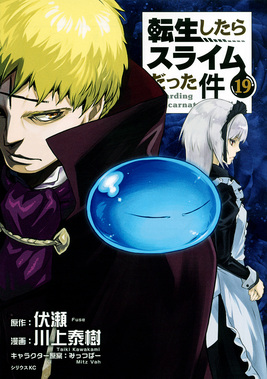 転生したら
スライム
だった件
19
原作：伏瀬
Fuse
漫画：川上泰樹
Taiki Kawakami
キャラクター原案：みっつばー
Mitz Vah
シリウスKC